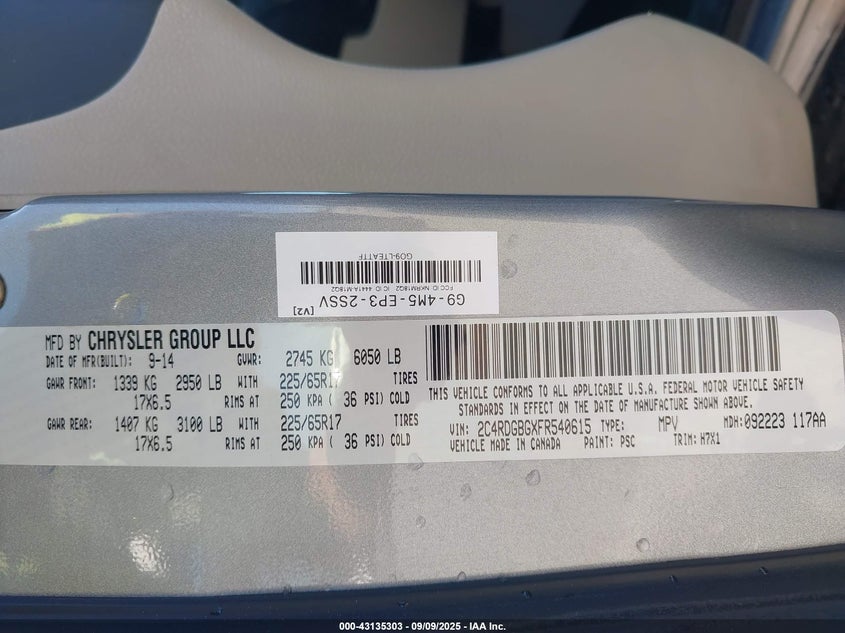 GO9-LTEATTF
FCC ID NKRM18G2 IC ID 4441A-M18G2
G9-4M5-EP3-2SSV
[V2]
MFD BY CHRYSLER GROUP LLC
DATE OF MFR(BUILT): 9-14 GVWR: 2745 KG 6050 LB
GAWR FRONT: 1339 KG 2950 LB WITH 225/65R17 TIRES
17X6.5 RIMS AT 250 KPA ( 36 PSI) COLD
GAWR REAR: 1407 KG 3100 LB WITH 225/65R17 TIRES
17X6.5 RIMS AT 250 KPA ( 36 PSI) COLD
THIS VEHICLE CONFORMS TO ALL APPLICABLE U.S.A. FEDERAL MOTOR VEHICLE SAFETY
STANDARDS IN EFFECT ON THE DATE OF MANUFACTURE SHOWN ABOVE.
VIN: 2C4RDGBGXFR540615 TYPE: MPV MDH: 092223 117AA
VEHICLE MADE IN CANADA PAINT: PSC TRIM: H7X1
000-43135303 - 09/09/2025 - IAA Inc.